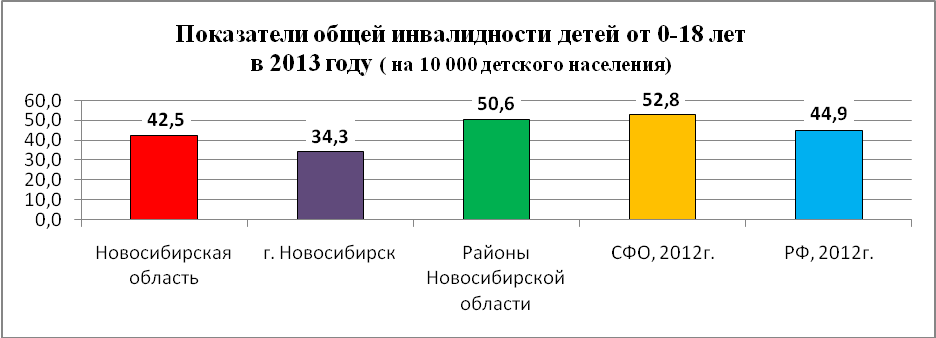 Показатели общей инвалидности детей от 0-18 лет
в 2013 году ( на 10 000 детского населения)
60,0
50,0
40,0
30,0
20,0
10,0
0,0
42,5
34,3
50,6
52,8
44,9
Новосибирская
область
г. Новосибирск
Районы
Новосибирской
области
СФО, 2012г.
РФ, 2012г.